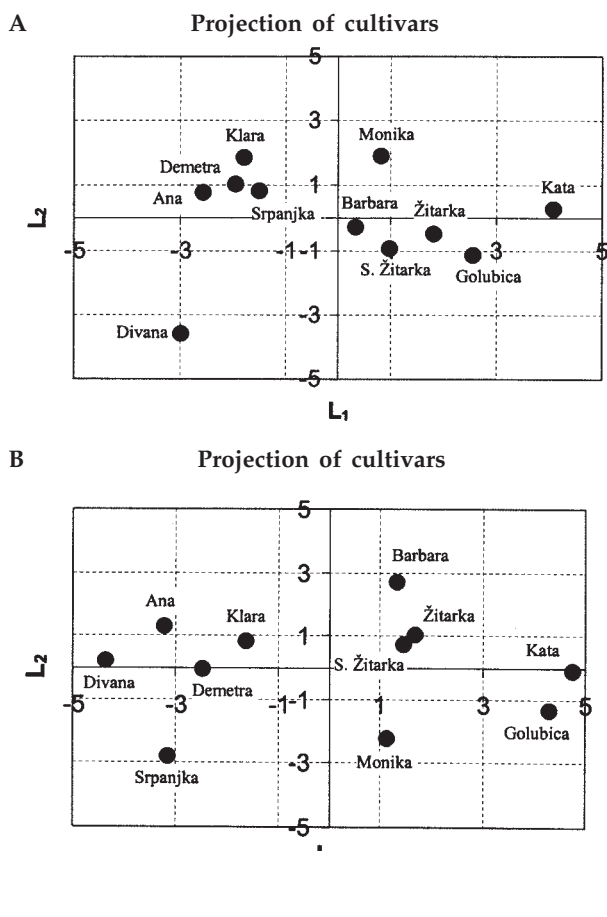 A
Projection of cultivars
5
3
Klara
Monika
Demetra
1
Ana
Kata
Srpanjka
Barbara
Žitarka
L2
-5
-3
-1
-1
1
3
5
S. Žitarka
Golubica
Divana
-3
-5
L1
B
Projection of cultivars
5
3
Barbara
Ana
Klara
1
Žitarka
S. Žitarka
Kata
L2
Divana
Demetra
-5
-3
-1
-1
1
3
5
Golubica
Monika
-3
Srpanjka
-5